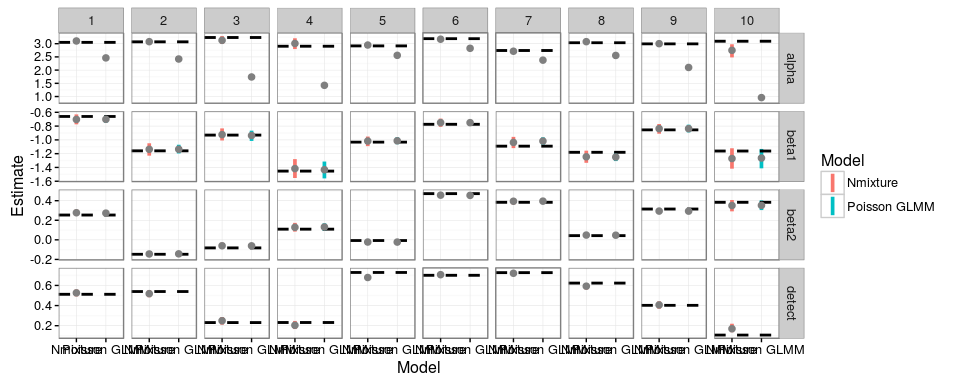 1 2 3 4 5 6 7 8 9 10
3.0
2.5
2.0
1.5
1.0
alpha
-0.6
-0.8
-1.0
-1.2
-1.4
-1.6
beta1
0.4
0.2
0.0
-0.2
beta2
0.6
0.4
0.2
detect
Estimate
Model
Model
Nmixture
Poisson GLMM